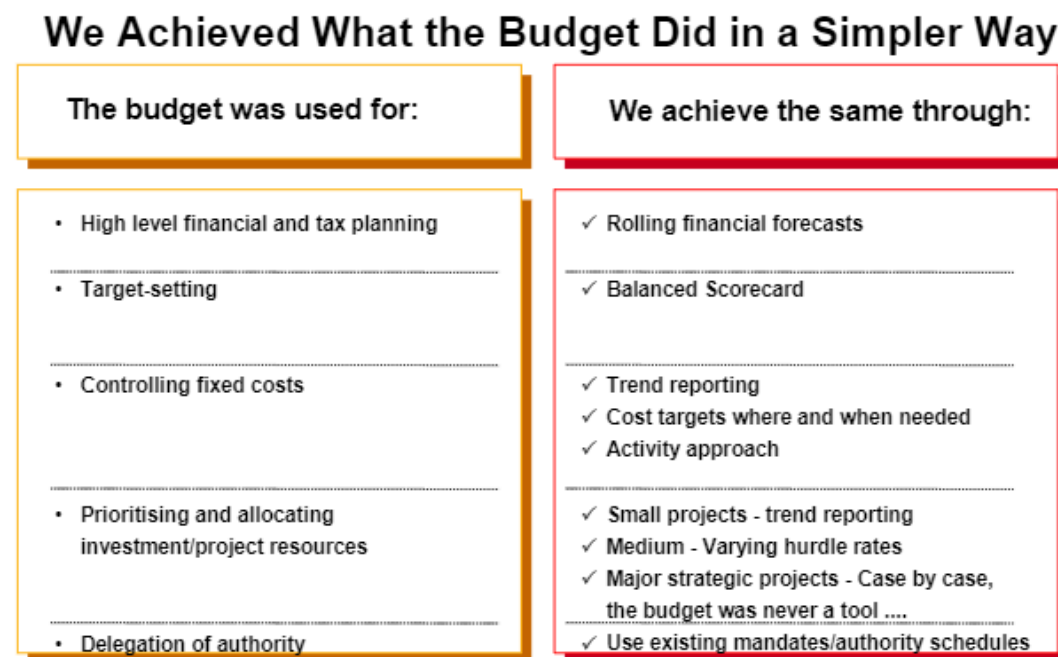 We Achieved What the Budget Did in a Simpler Way
The budget was used for:
We achieve the same through:
• High level financial and tax planning
✓ Rolling financial forecasts
• Target-setting
✓ Balanced Scorecard
• Controlling fixed costs
✓ Trend reporting
✓ Cost targets where and when needed
✓ Activity approach
• Prioritising and allocating
investment/project resources
✓ Small projects - trend reporting
✓ Medium - Varying hurdle rates
✓ Major strategic projects - Case by case,
the budget was never a tool ....
• Delegation of authority
✓ Use existing mandates/authority schedules